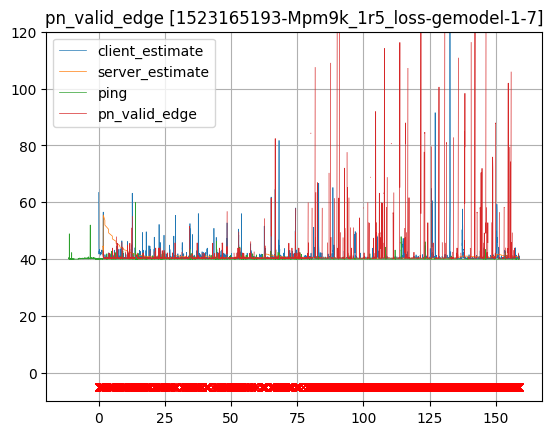 pn_valid_edge [1523165193-Mpm9k_1r5_loss-gemodel-1-7]
client_estimate
server_estimate
ping
pn_valid_edge
120
100
80
60
40
20
0
0
25
50
75
100
125
150